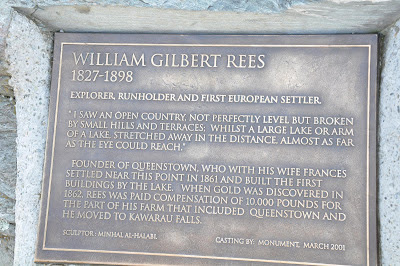 WILLIAM GILBERT REES
1827-1898
EXPLORER, RUNHOLDER AND FIRST EUROPEAN SETTLER.
"I SAW AN OPEN COUNTRY, NOT PERFECTLY LEVEL BUT BROKEN
BY SMALL HILLS AND TERRACES: WHILST A LARGE LAKE OR ARM
OF A LAKE, STRETCHED AWAY IN THE DISTANCE, ALMOST AS FAR
AS THE EYE COULD REACH."
FOUNDER OF QUEENSTOWN, WHO WITH HIS WIFE FRANCES
SETTLED NEAR THIS POINT IN 1861 AND BUILT THE FIRST
BUILDINGS BY THE LAKE. WHEN GOLD WAS DISCOVERED IN
1862, REES WAS PAID COMPENSATION OF 10,000 POUNDS FOR
THE PART OF HIS FARM THAT INCLUDED QUEENSTOWN AND
HE MOVED TO KAWARAU FALLS.
SCULPTOR: MINHAL AL-HALABI.
CASTING BY: MONUMENT, MARCH 2001